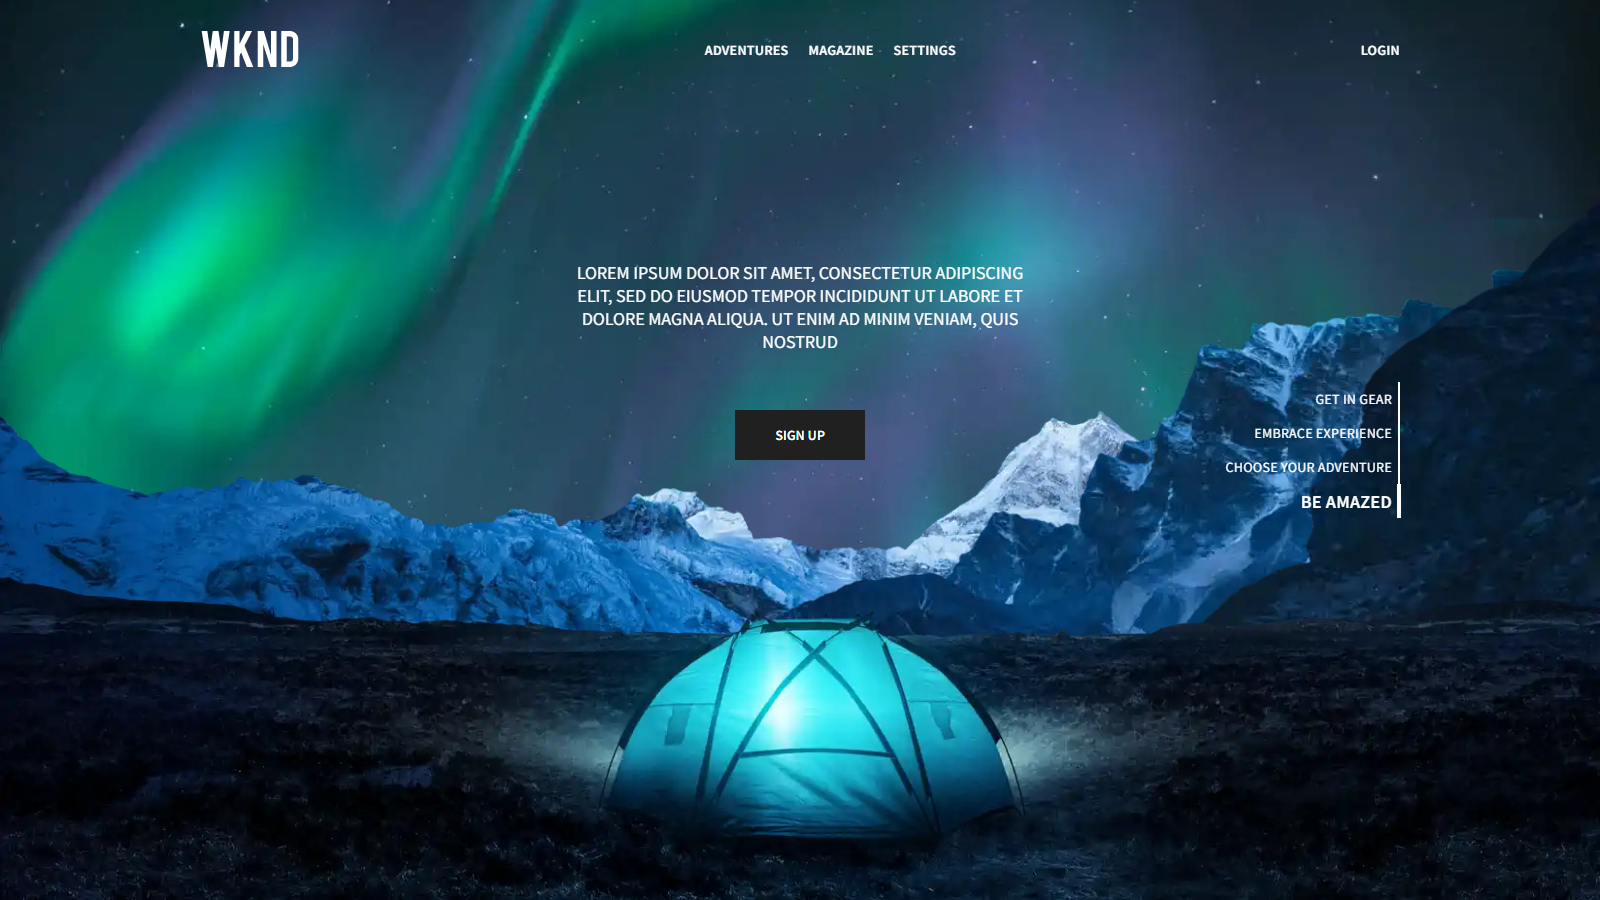 WKND
ADVENTURES
MAGAZINE
SETTINGS
LOGIN
LOREM IPSUM DOLOR SIT AMET, CONSECTETUR ADIPISCING
ELIT, SED DO EIUSMOD TEMPOR INCIDIDUNT UT LABORE ET
DOLORE MAGNA ALIQUA. UT ENIM AD MINIM VENIAM, QUIS
NOSTRUD
SIGN UP
GET IN GEAR
EMBRACE EXPERIENCE
CHOOSE YOUR ADVENTURE
BE AMAZED